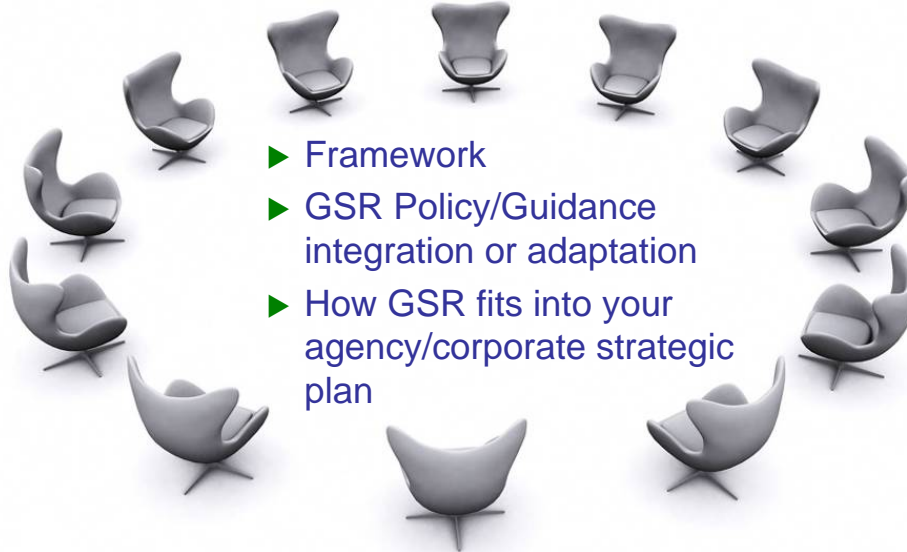 ▶ Framework
▶ GSR Policy/Guidance
integration or adaptation
▶ How GSR fits into your
agency/corporate strategic
plan